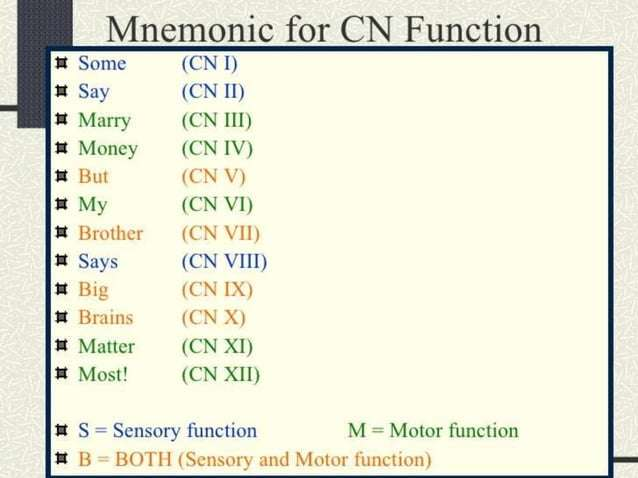 Mnemonic for CN Function
Some (CN I)
Say (CN II)
Marry (CN III)
Money (CN IV)
But (CN V)
My (CN VI)
Brother (CN VII)
Says (CN VIII)
Big (CN IX)
Brains (CN X)
Matter (CN XI)
Most! (CN XII)
S = Sensory function M = Motor function
B = BOTH (Sensory and Motor function)